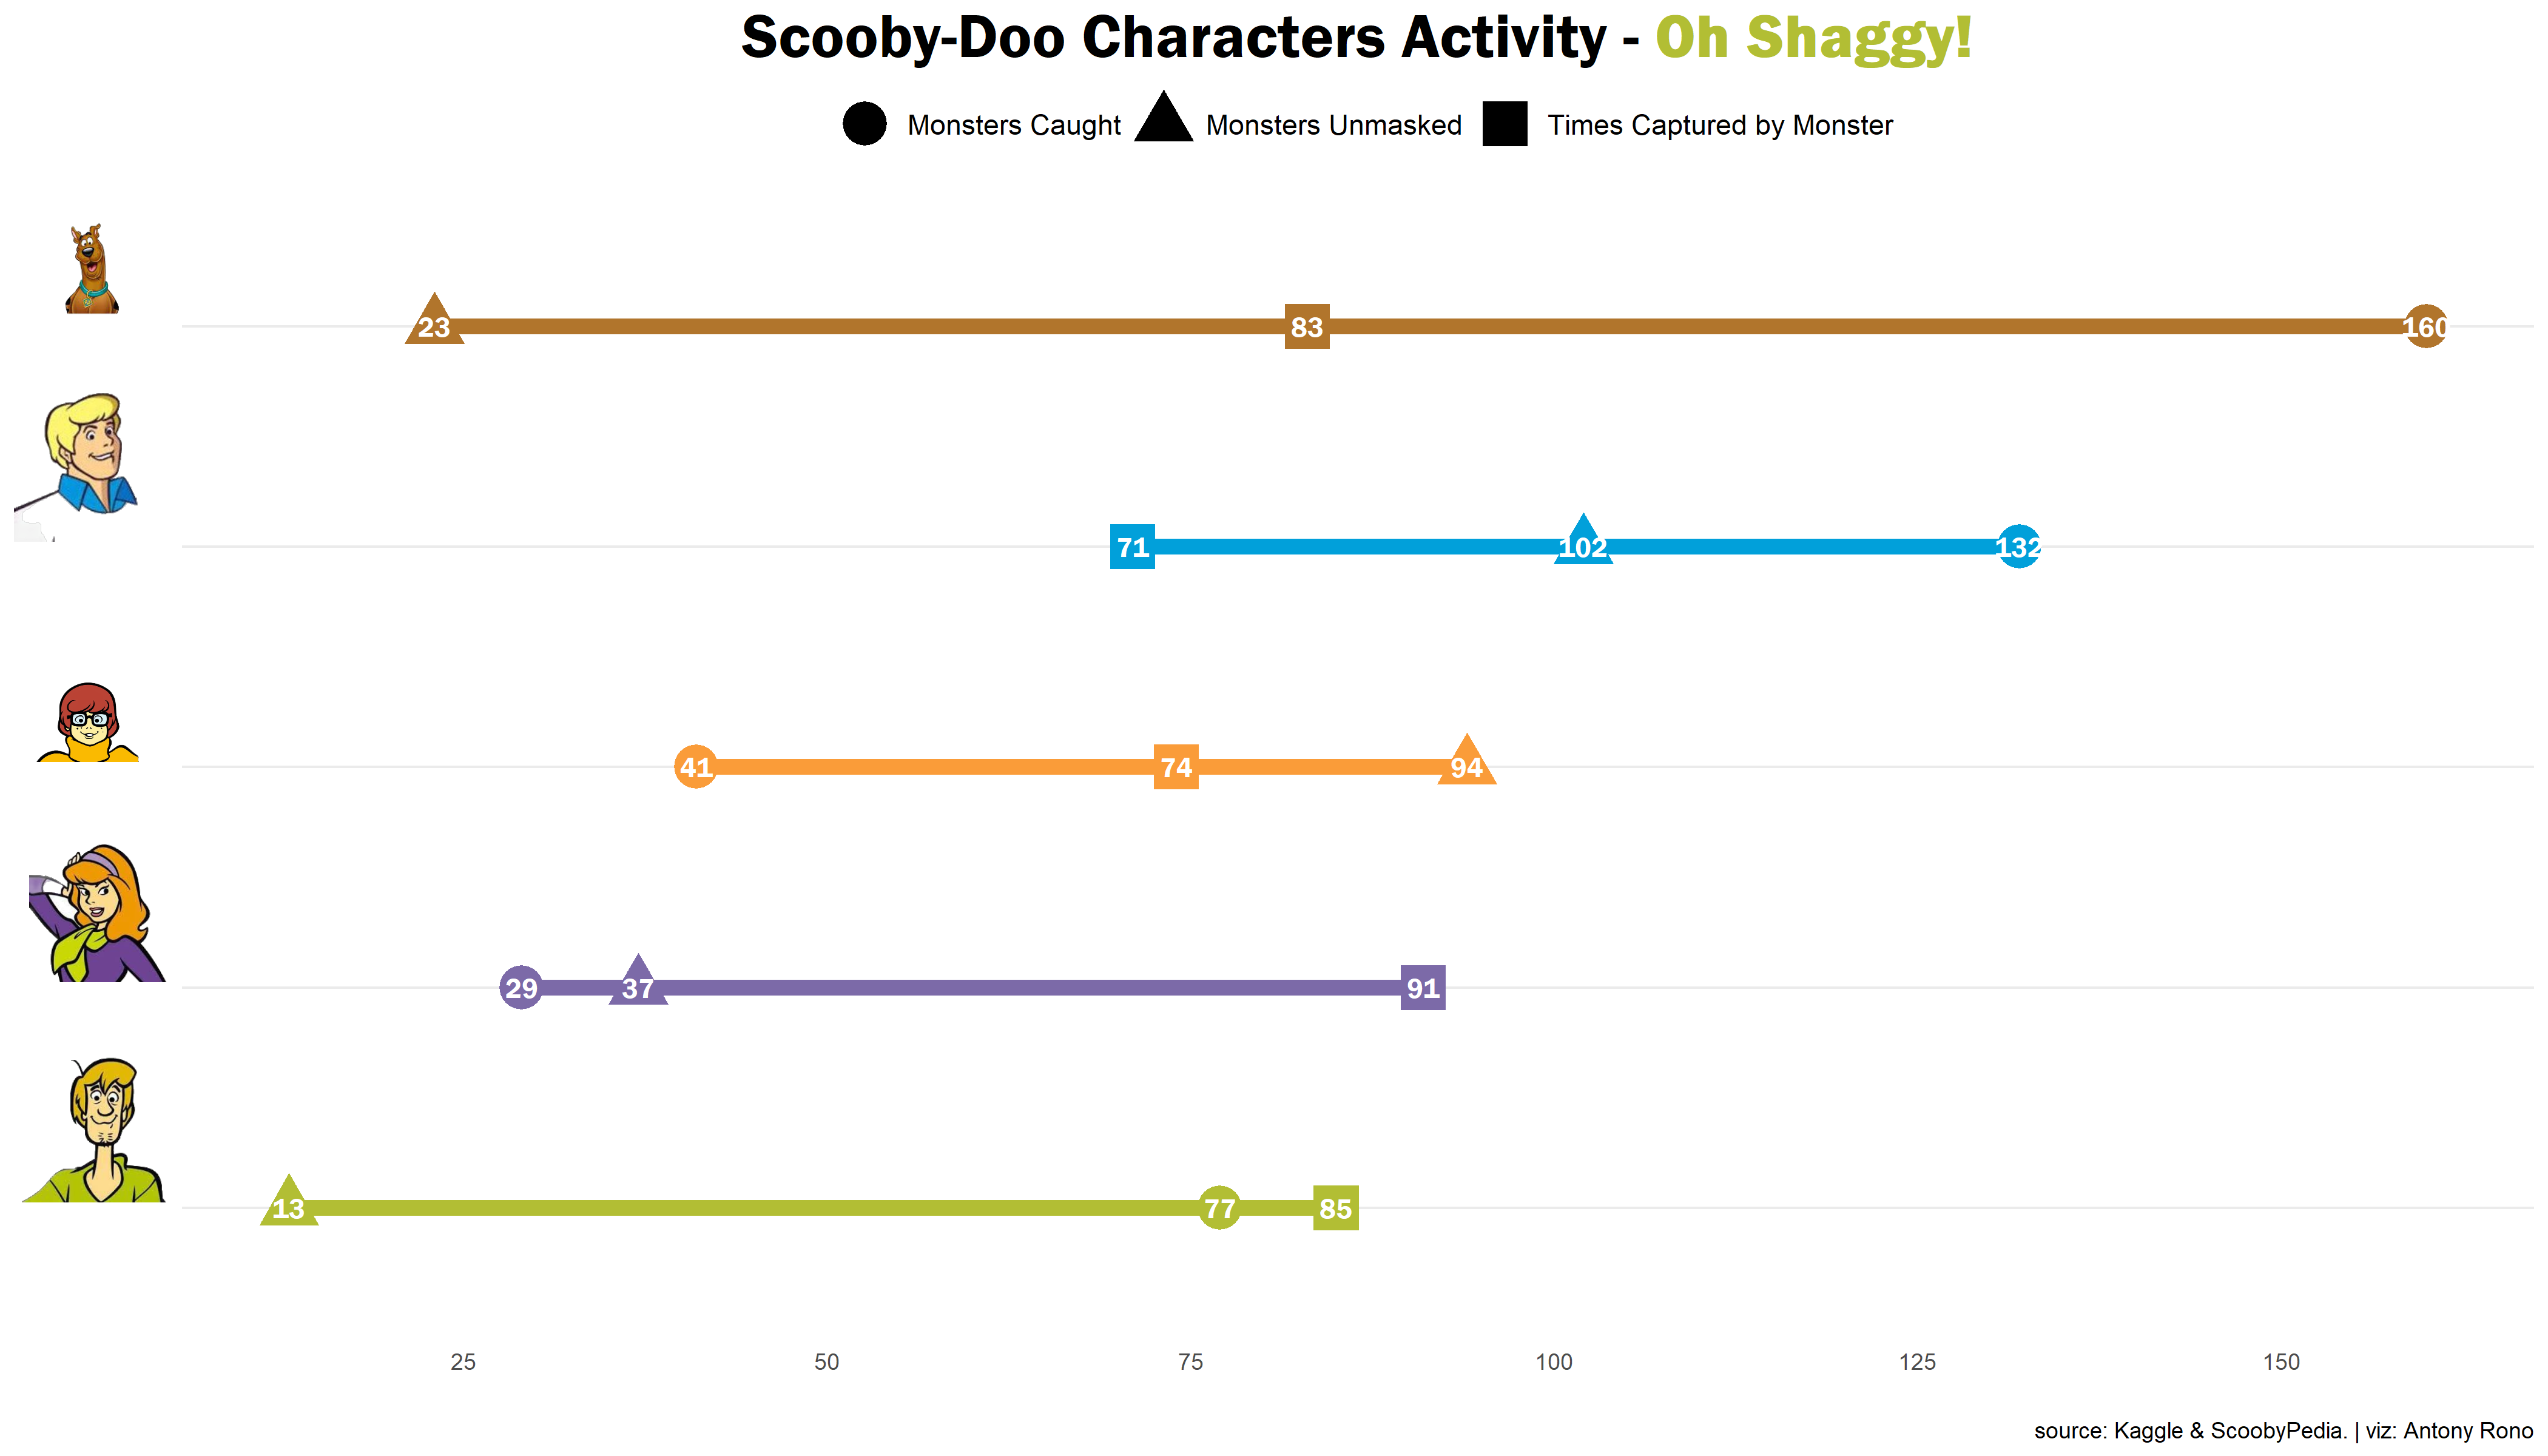 Scooby-Doo Characters Activity - Oh Shaggy!
Monsters Caught Monsters Unmasked Times Captured by Monster
23 83 160
71 102 132
41 74 94
29 37 91
13 77 85
25 50 75 100 125 150
source: Kaggle & ScoobyPedia. | viz: Antony Rono